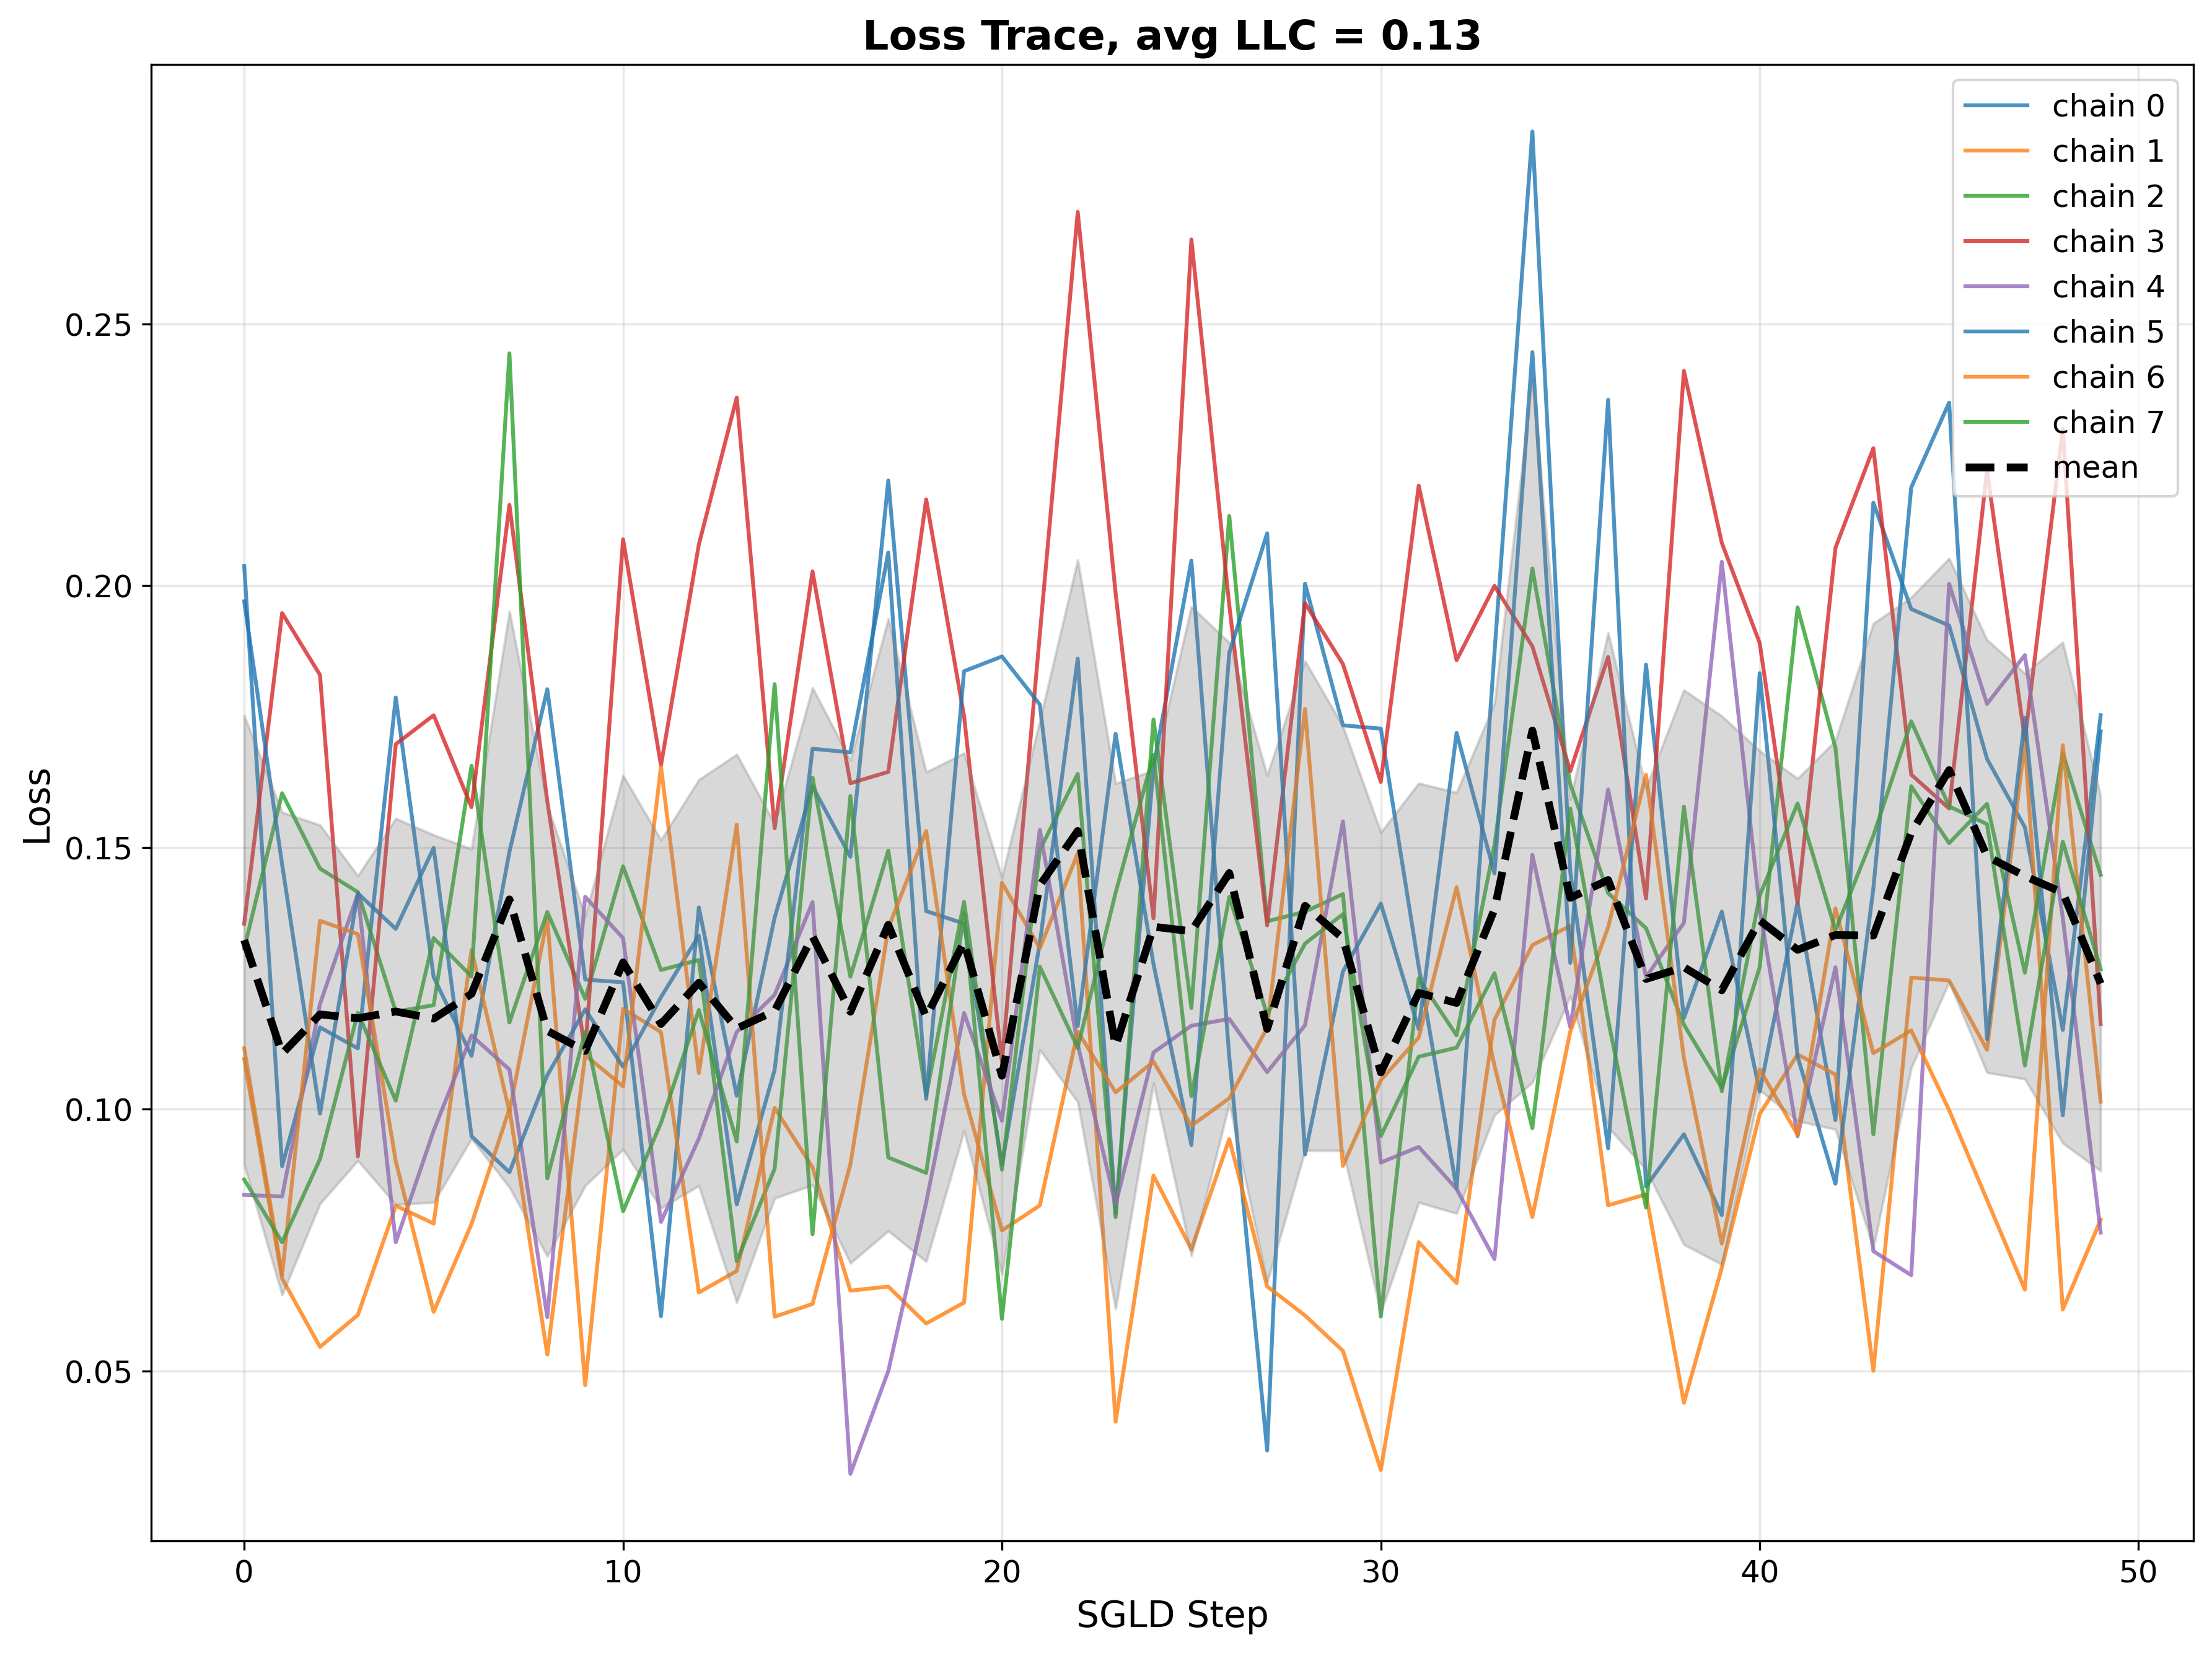 Loss Trace, avg LLC = 0.13
chain 0
chain 1
chain 2
chain 3
chain 4
chain 5
chain 6
chain 7
mean
Loss
0.25
0.20
0.15
0.10
0.05
0
10
20
30
40
50
SGLD Step